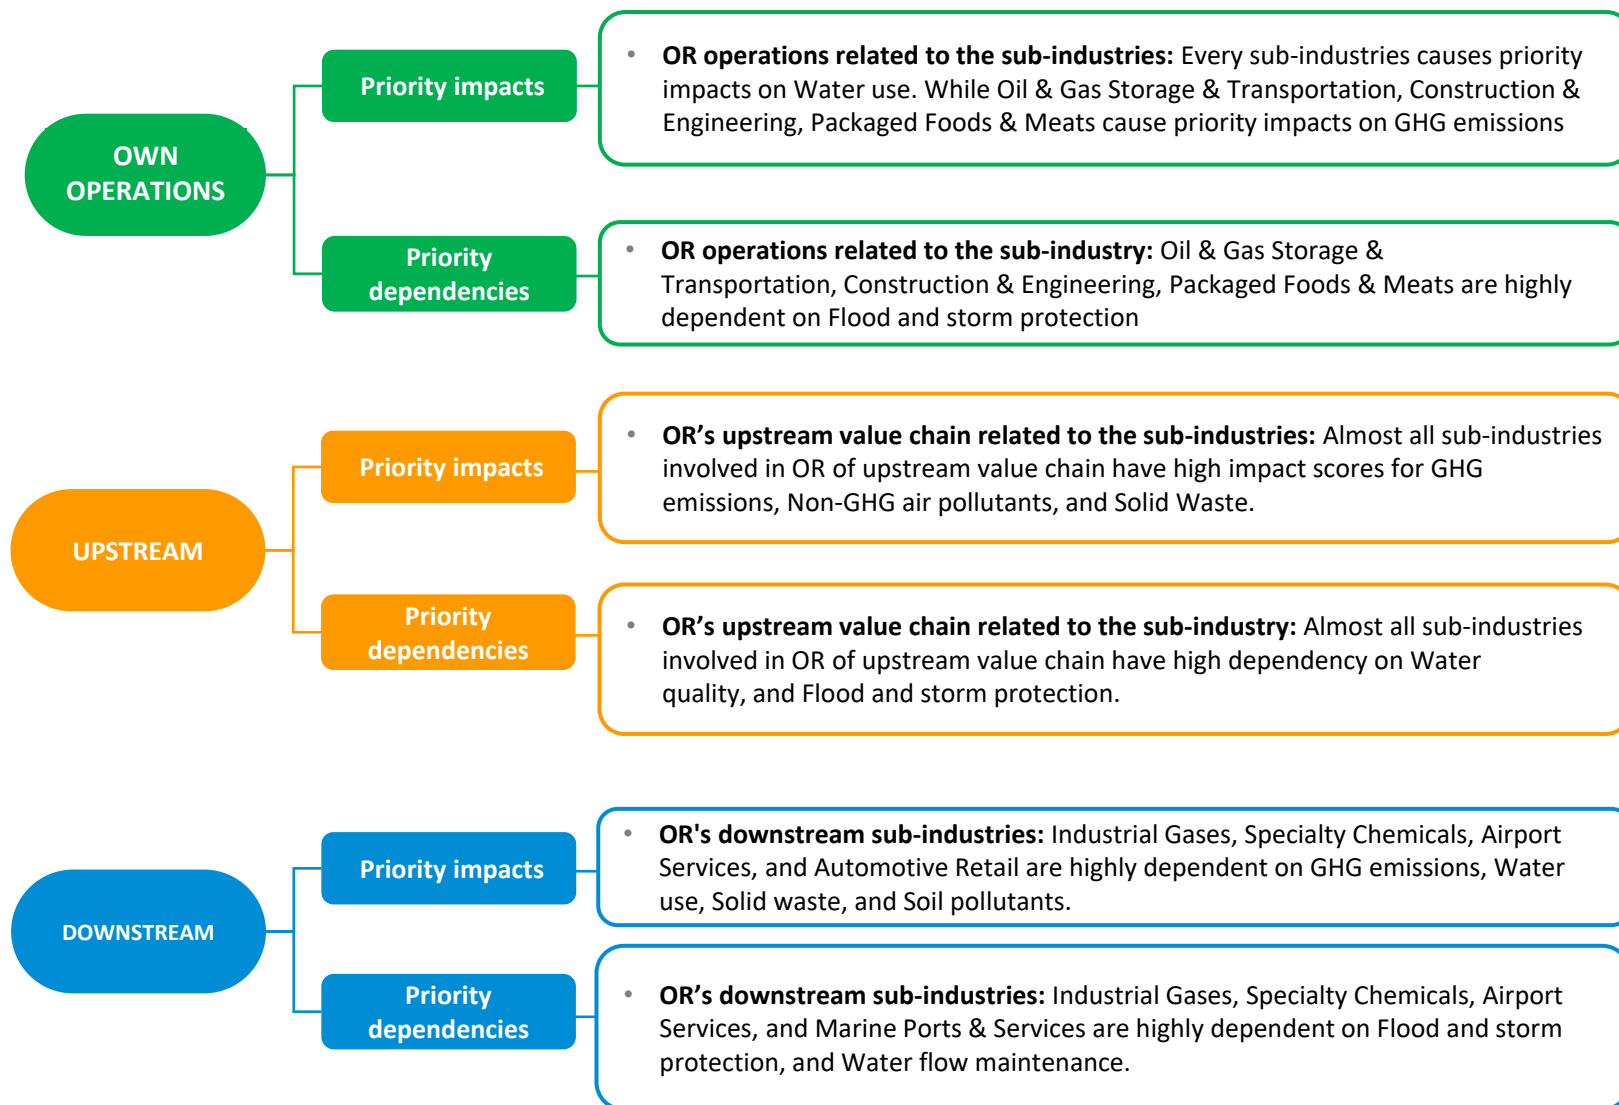 OWN
OPERATIONS
Priority impacts
• OR operations related to the sub-industries: Every sub-industries causes priority
impacts on Water use. While Oil & Gas Storage & Transportation, Construction &
Engineering, Packaged Foods & Meats cause priority impacts on GHG emissions
Priority
dependencies
• OR operations related to the sub-industry: Oil & Gas Storage &
Transportation, Construction & Engineering, Packaged Foods & Meats are highly
dependent on Flood and storm protection
UPSTREAM
Priority impacts
• OR’s upstream value chain related to the sub-industries: Almost all sub-industries
involved in OR of upstream value chain have high impact scores for GHG
emissions, Non-GHG air pollutants, and Solid Waste.
Priority
dependencies
• OR’s upstream value chain related to the sub-industry: Almost all sub-industries
involved in OR of upstream value chain have high dependency on Water
quality, and Flood and storm protection.
DOWNSTREAM
Priority impacts
• OR's downstream sub-industries: Industrial Gases, Specialty Chemicals, Airport
Services, and Automotive Retail are highly dependent on GHG emissions, Water
use, Solid waste, and Soil pollutants.
Priority
dependencies
• OR’s downstream sub-industries: Industrial Gases, Specialty Chemicals, Airport
Services, and Marine Ports & Services are highly dependent on Flood and storm
protection, and Water flow maintenance.